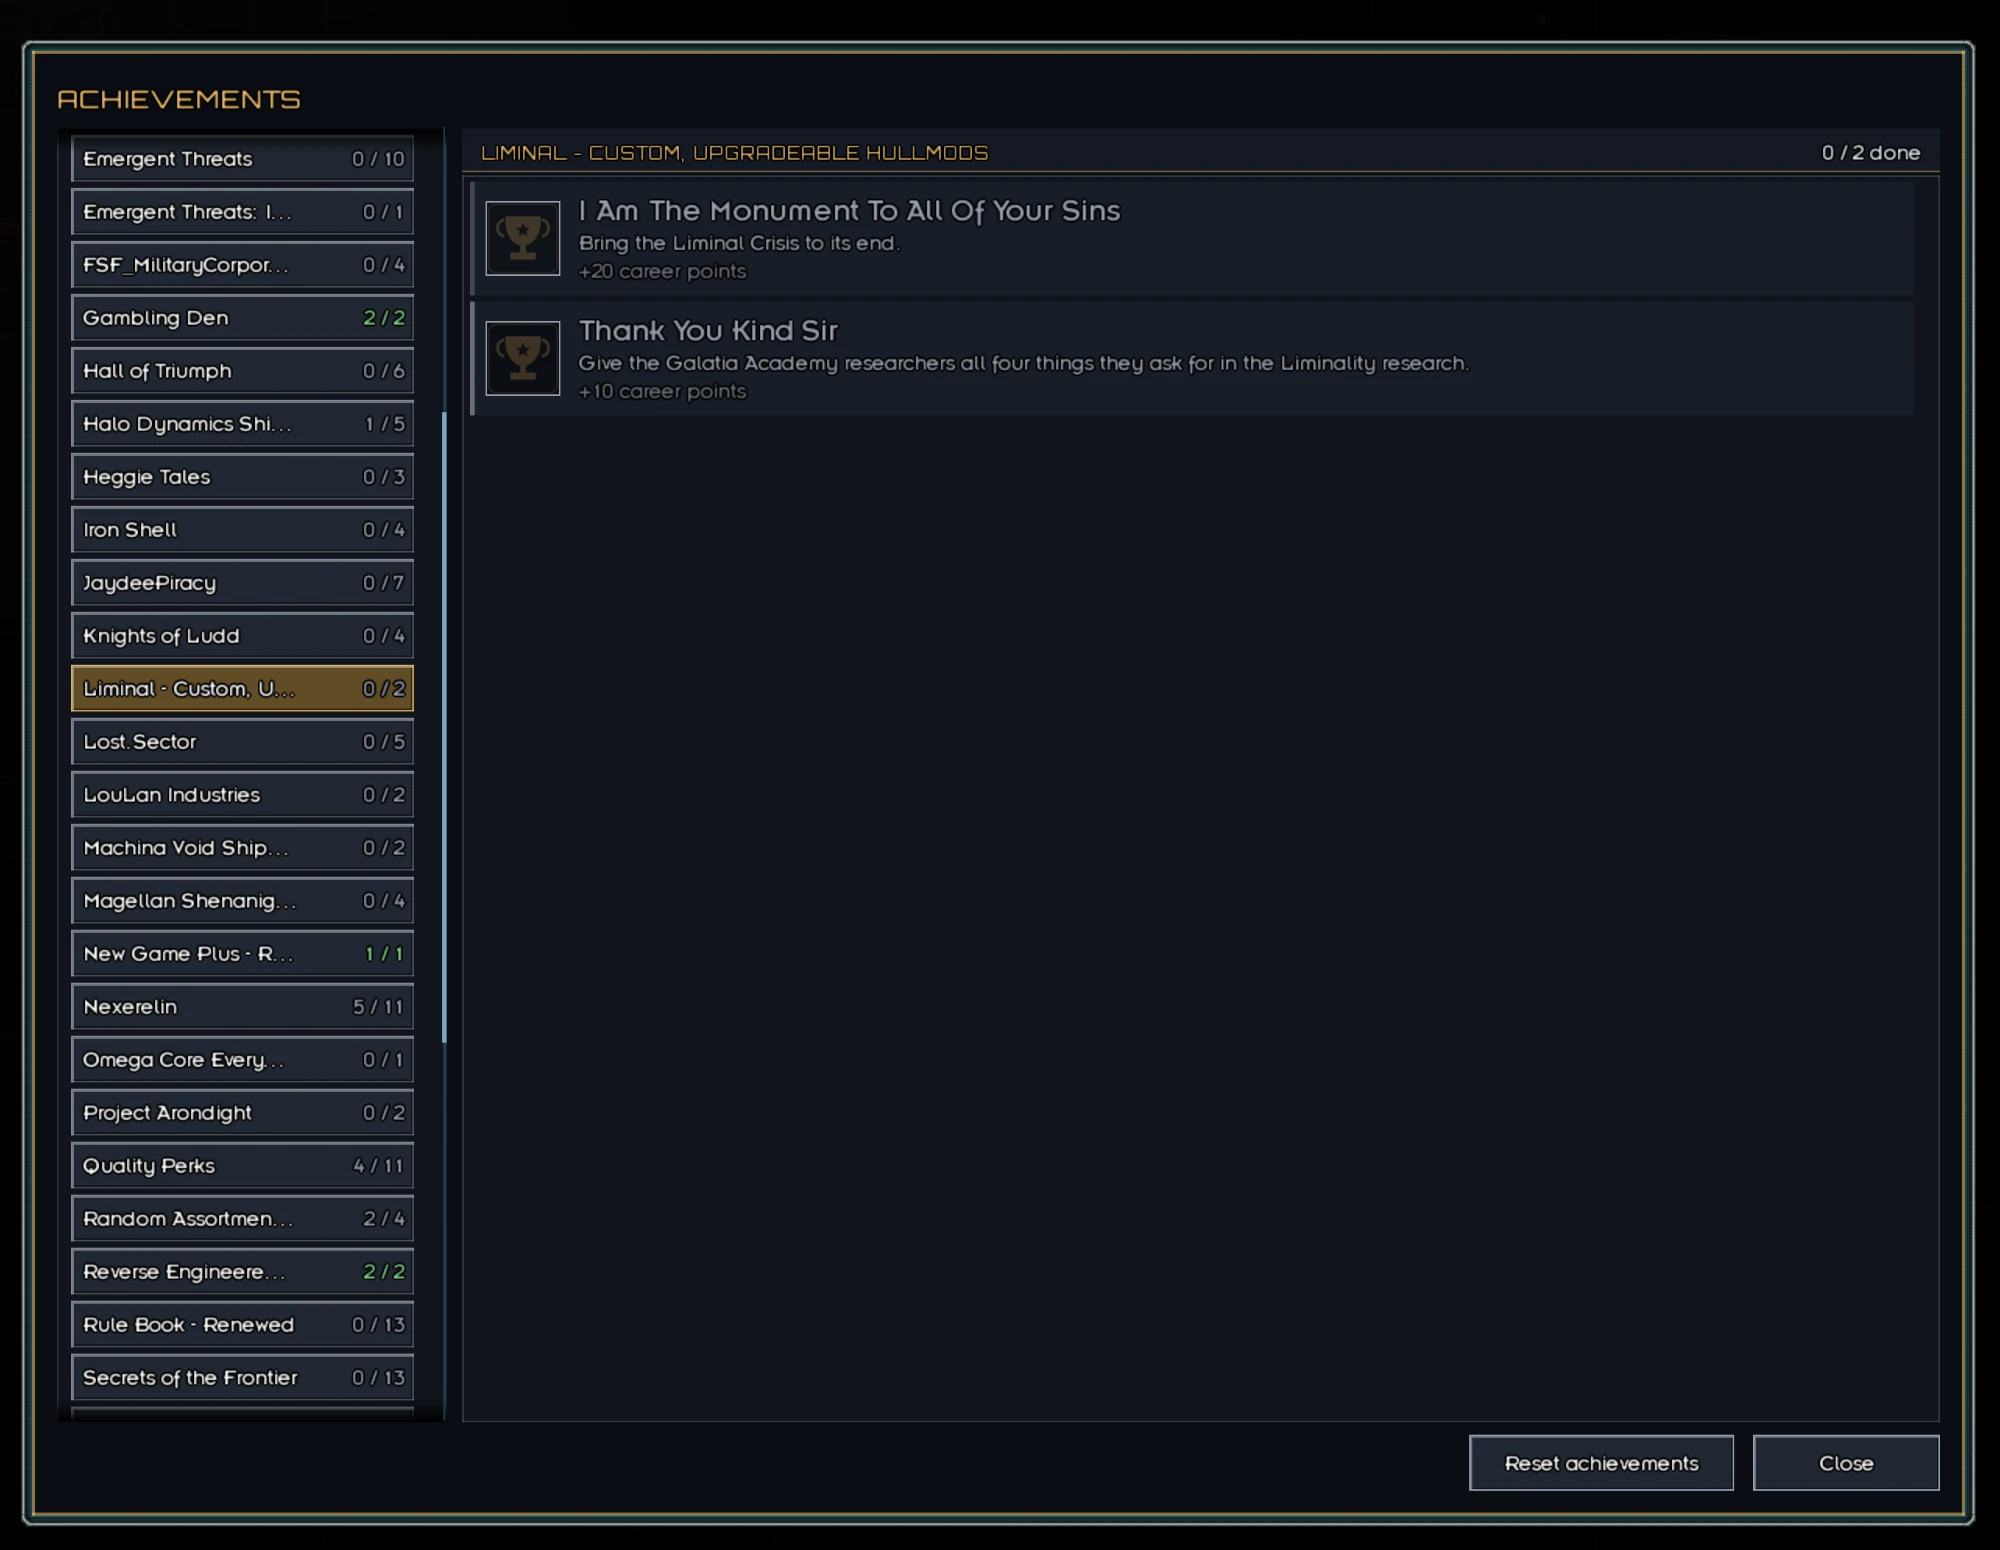 ACHIEVEMENTS
Emergent Threats 0 / 10
Emergent Threats: I... 0 / 1
FSF_MilitaryCorpor... 0 / 4
Gambling Den 2 / 2
Hall of Triumph 0 / 6
Halo Dynamics Shi... 1 / 5
Heggie Tales 0 / 3
Iron Shell 0 / 4
JaydeePiracy 0 / 7
Knights of Ludd 0 / 4
Liminal - Custom, U... 0 / 2
Lost.Sector 0 / 5
LouLan Industries 0 / 2
Machina Void Ship... 0 / 2
Magellan Shenanig... 0 / 4
New Game Plus - R... 1 / 1
Nexerelin 5 / 11
Omega Core Every... 0 / 1
Project Arondight 0 / 2
Quality Perks 4 / 11
Random Assortmen... 2 / 4
Reverse Engineere... 2 / 2
Rule Book - Renewed 0 / 13
Secrets of the Frontier 0 / 13
LIMINAL - CUSTOM, UPGRADEABLE HULLMODS 0 / 2 done
I Am The Monument To All Of Your Sins
Bring the Liminal Crisis to its end.
+20 career points
Thank You Kind Sir
Give the Galatia Academy researchers all four things they ask for in the Liminality research.
+10 career points
Reset achievements
Close